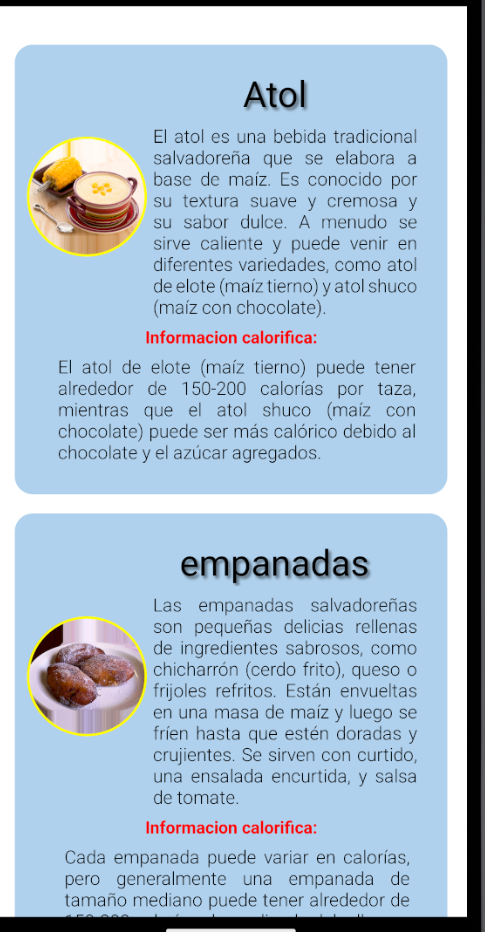 Atol
El atol es una bebida tradicional
salvadoreña que se elabora a
base de maíz. Es conocido por
su textura suave y cremosa y
su sabor dulce. A menudo se
sirve caliente y puede venir en
diferentes variedades, como atol
de elote (maíz tierno) y atol shuco
(maíz con chocolate).
Informacion calorifica:
El atol de elote (maíz tierno) puede tener
alrededor de 150-200 calorías por taza,
mientras que el atol shuco (maíz con
chocolate) puede ser más calórico debido al
chocolate y el azúcar agregados.
empanadas
Las empanadas salvadoreñas
son pequeñas delicias rellenas
de ingredientes sabrosos, como
chicharrón (cerdo frito), queso o
frijoles refritos. Están envueltas
en una masa de maíz y luego se
fríen hasta que estén doradas y
crujientes. Se sirven con curtido,
una ensalada encurtida, y salsa
de tomate.
Informacion calorifica:
Cada empanada puede variar en calorías,
pero generalmente una empanada de
tamaño mediano puede tener alrededor de